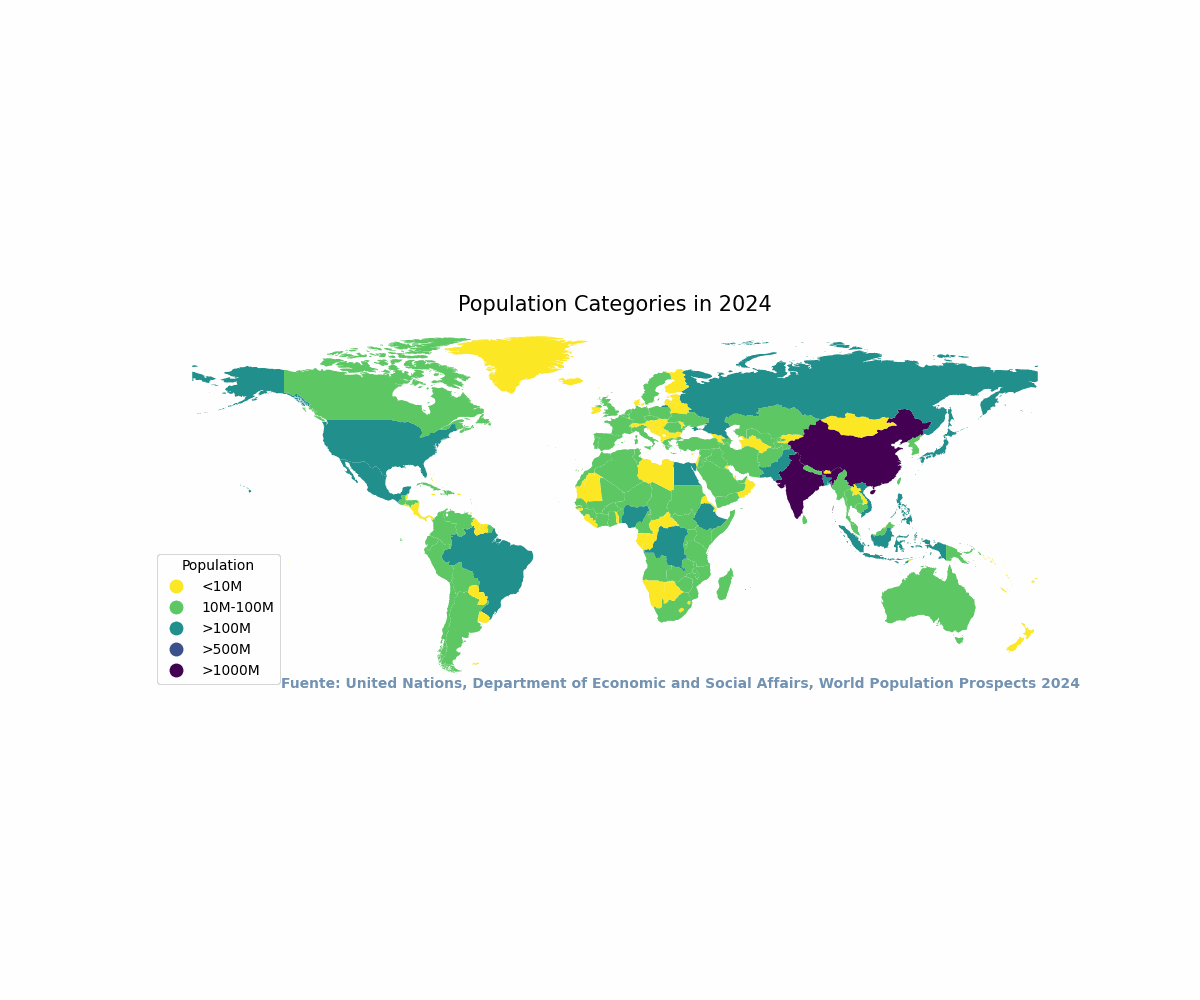 Population Categories in 2024
Population
<10M
10M-100M
>100M
>500M
>1000M
Fuente: United Nations, Department of Economic and Social Affairs, World Population Prospects 2024